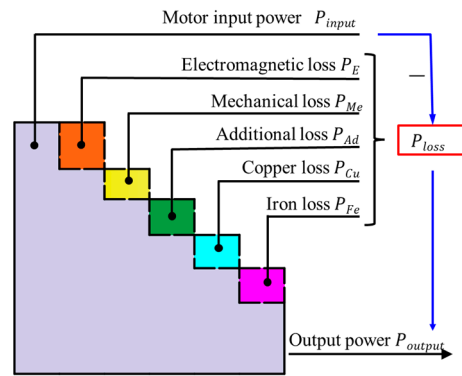 Motor input power P_input
Electromagnetic loss P_E
Mechanical loss P_Me
Additional loss P_Ad
Copper loss P_Cu
Iron loss P_Fe
—
P_loss
Output power P_output